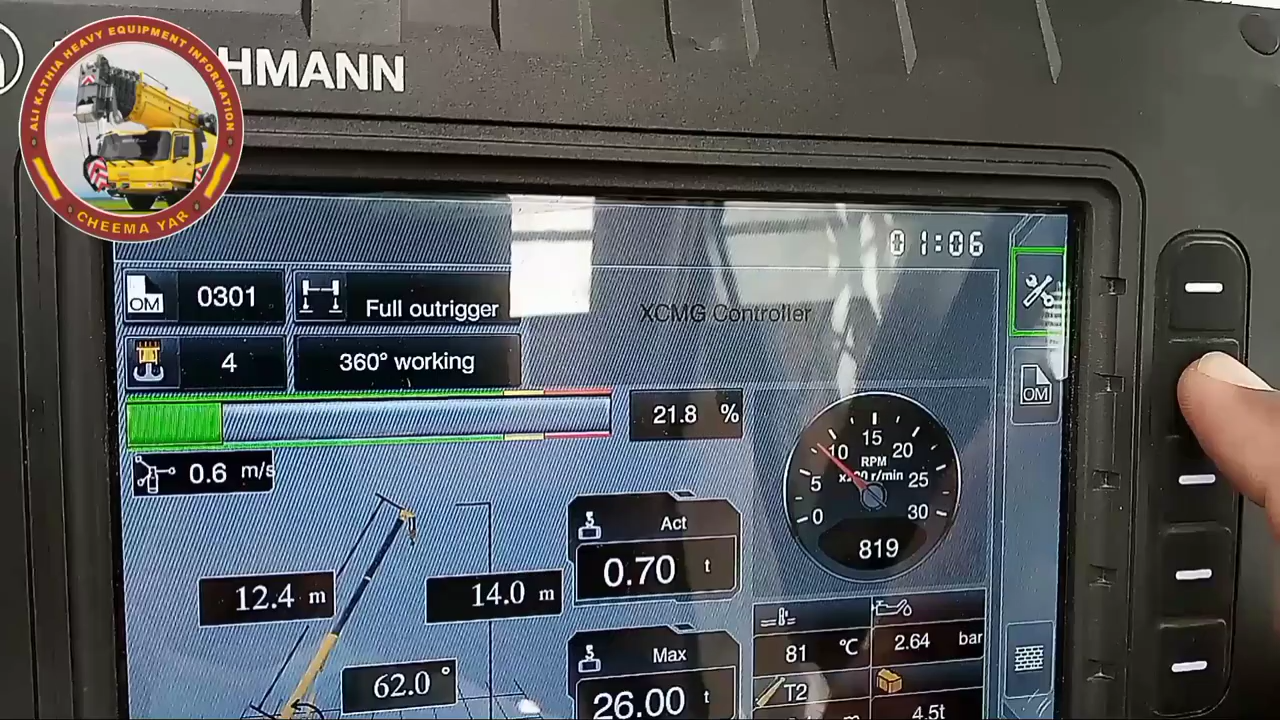 ALI KATHIA HEAVY EQUIPMENT INFORMATION
CHEEMA YAR
HMANN
01:06
OM 0301 Full outrigger
XCMG Controller
4 360° working
OM
21.8 %
0.6 m/s
0 5 10 15 20 25 30
RPM
r/min
819
Act
0.70 t
12.4 m
14.0 m
Max
26.00 t
62.0 °
81 °C
2.64 bar
T2
4.5t